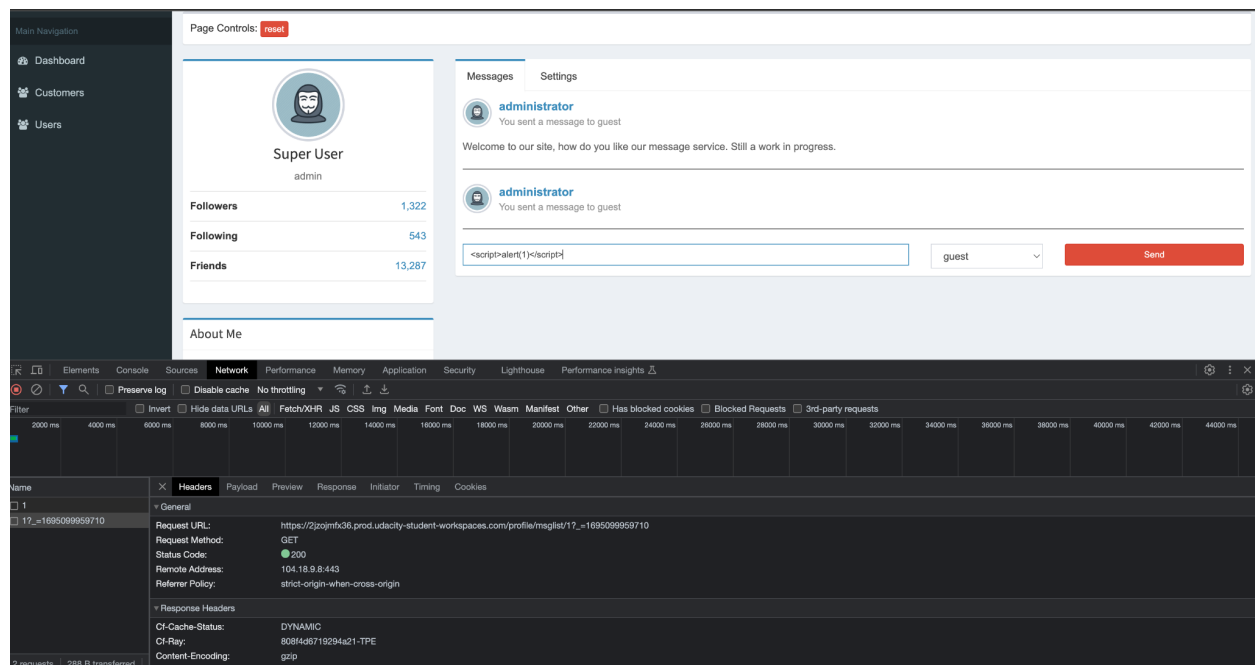 Main Navigation
Dashboard
Customers
Users
Page Controls: reset
Super User
admin
Followers 1,322
Following 543
Friends 13,287
About Me
Messages Settings
administrator
You sent a message to guest
Welcome to our site, how do you like our message service. Still a work in progress.
administrator
You sent a message to guest
<script>alert(1)</script> guest Send
Elements Console Sources Network Performance Memory Application Security Lighthouse Performance insights
Preserve log Disable cache No throttling
Filter Invert Hide data URLs All Fetch/XHR JS CSS Img Media Font Doc WS Wasm Manifest Other Has blocked cookies Blocked Requests 3rd-party requests
2000 ms 4000 ms 6000 ms 8000 ms 10000 ms 12000 ms 14000 ms 16000 ms 18000 ms 20000 ms 22000 ms 24000 ms 26000 ms 28000 ms 30000 ms 32000 ms 34000 ms 36000 ms 38000 ms 40000 ms 42000 ms 44000 ms
Name
1
1?_=1695099959710
2 requests 288 B transferred
Headers Payload Preview Response Initiator Timing Cookies
General
Request URL: https://2jzojmfx36.prod.udacity-student-workspaces.com/profile/msglist/1?_=1695099959710
Request Method: GET
Status Code: 200
Remote Address: 104.18.9.8:443
Referrer Policy: strict-origin-when-cross-origin
Response Headers
Cf-Cache-Status: DYNAMIC
Cf-Ray: 808f4d6719294a21-TPE
Content-Encoding: gzip